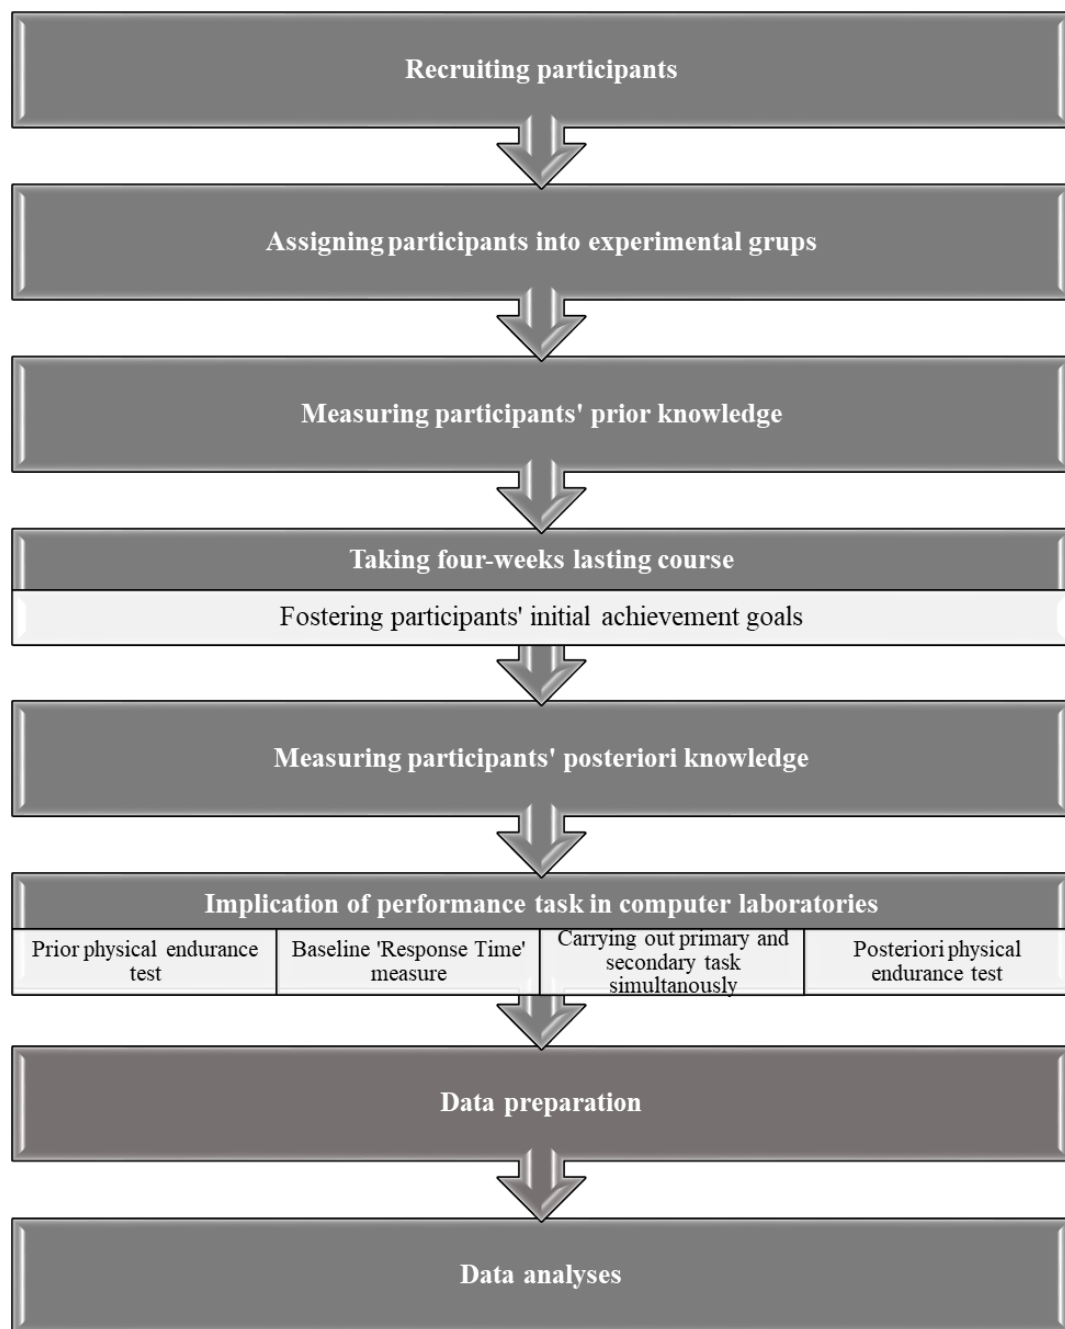 Recruiting participants
Assigning participants into experimental grups
Measuring participants' prior knowledge
Taking four-weeks lasting course
Fostering participants' initial achievement goals
Measuring participants' posteriori knowledge
Implication of performance task in computer laboratories
Prior physical endurance
test
Baseline 'Response Time'
measure
Carrying out primary and
secondary task
simultanously
Posteriori physical
endurance test
Data preparation
Data analyses